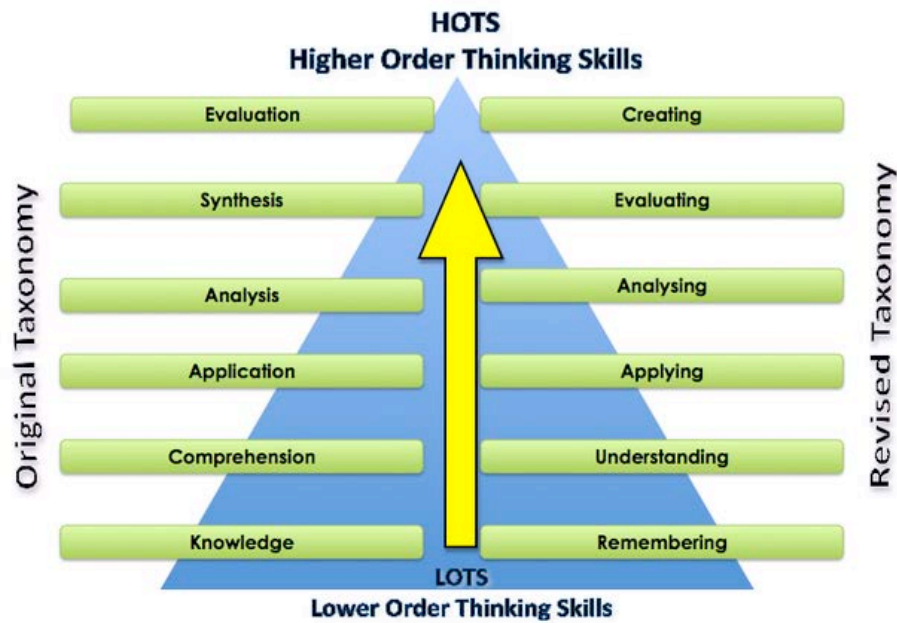 HOTS
Higher Order Thinking Skills
Original Taxonomy
Evaluation
Synthesis
Analysis
Application
Comprehension
Knowledge
Creating
Evaluating
Analysing
Applying
Understanding
Remembering
Revised Taxonomy
LOTS
Lower Order Thinking Skills